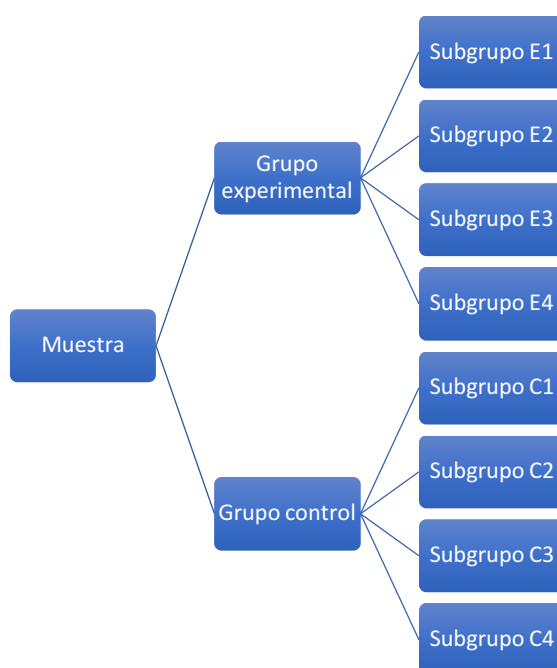 Muestra
Grupo
experimental
Subgrupo E1
Subgrupo E2
Subgrupo E3
Subgrupo E4
Grupo control
Subgrupo C1
Subgrupo C2
Subgrupo C3
Subgrupo C4